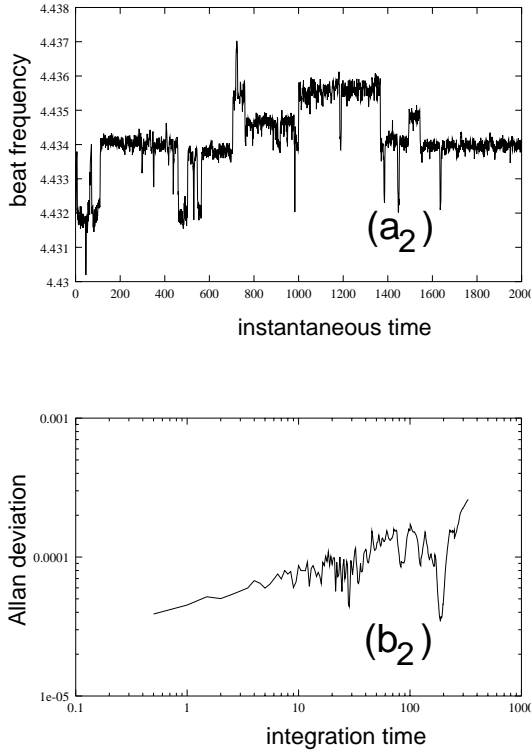 4.438
4.437
4.436
4.435
4.434
4.433
4.432
4.431
4.43
beat frequency
(a2)
0 200 400 600 800 1000 1200 1400 1600 1800 2000
instantaneous time
0.001
0.0001
1e-05
Allan deviation
(b2)
0.1 1 10 100 1000
integration time